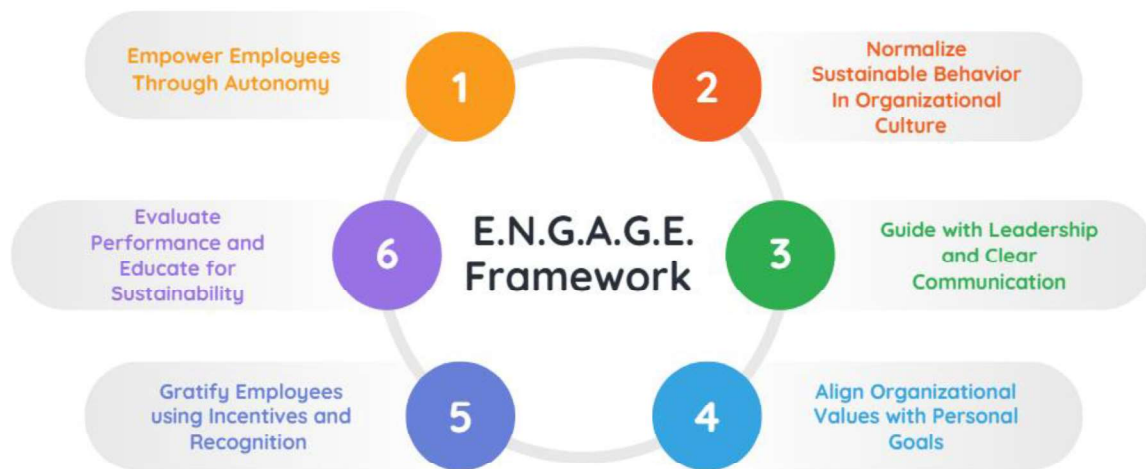 Empower Employees
Through Autonomy
1
2
Normalize
Sustainable Behavior
In Organizational
Culture
Evaluate
Performance and
Educate for
Sustainability
6
E.N.G.A.G.E.
Framework
3
Guide with Leadership
and Clear
Communication
Gratify Employees
using Incentives and
Recognition
5
4
Align Organizational
Values with Personal
Goals